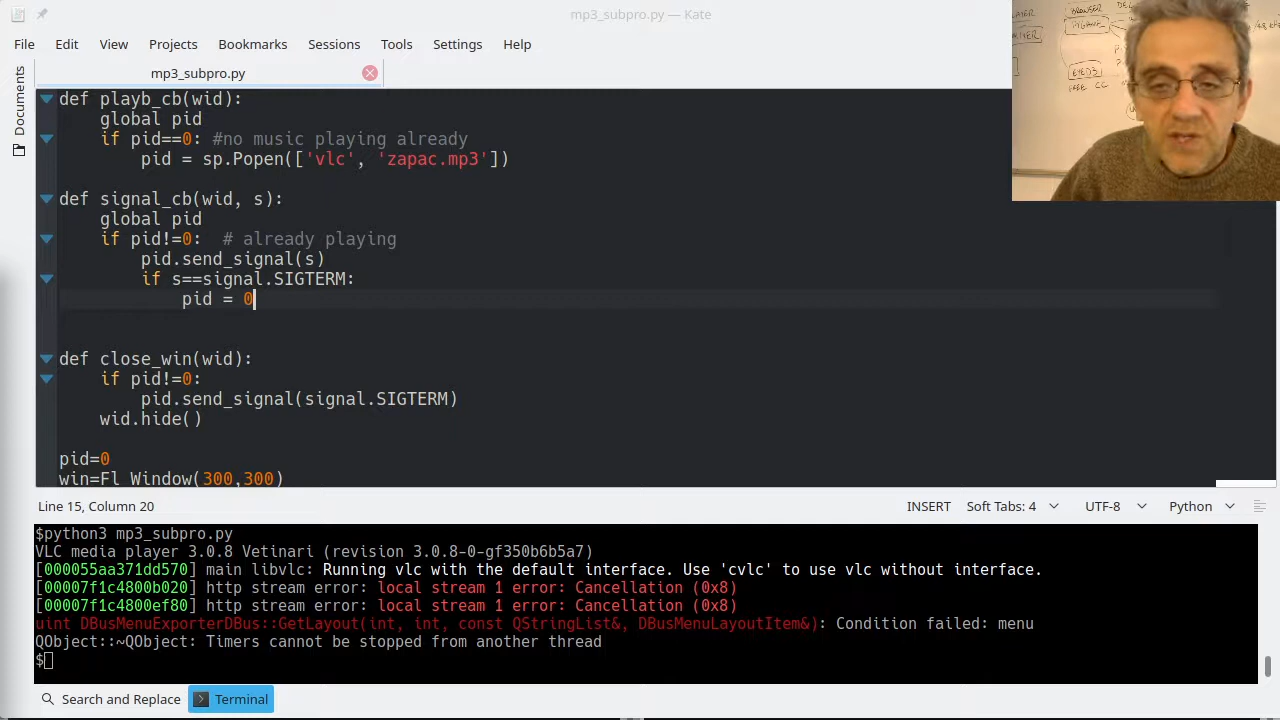 mp3_subpro.py — Kate
File Edit View Projects Bookmarks Sessions Tools Settings Help
Documents
mp3_subpro.py
def playb_cb(wid):
    global pid
    if pid==0: #no music playing already
        pid = sp.Popen(['vlc', 'zapac.mp3'])
def signal_cb(wid, s):
    global pid
    if pid!=0:  # already playing
        pid.send_signal(s)
        if s==signal.SIGTERM:
            pid = 0
def close_win(wid):
    if pid!=0:
        pid.send_signal(signal.SIGTERM)
    wid.hide()
pid=0
win=Fl_Window(300,300)
BROWSER
EYED3
Line 15, Column 20 INSERT Soft Tabs: 4 UTF-8 Python
$python3 mp3_subpro.py
VLC media player 3.0.8 Vetinari (revision 3.0.8-0-gf350b6b5a7)
[000055aa371dd570] main libvlc: Running vlc with the default interface. Use 'cvlc' to use vlc without interface.
[00007f1c4800b020] http stream error: local stream 1 error: Cancellation (0x8)
[00007f1c4800ef80] http stream error: local stream 1 error: Cancellation (0x8)
uint DBusMenuExporterDBus::GetLayout(int, int, const QStringList&, DBusMenuLayoutItem&): Condition failed: menu
QObject::~QObject: Timers cannot be stopped from another thread
$
Search and Replace Terminal